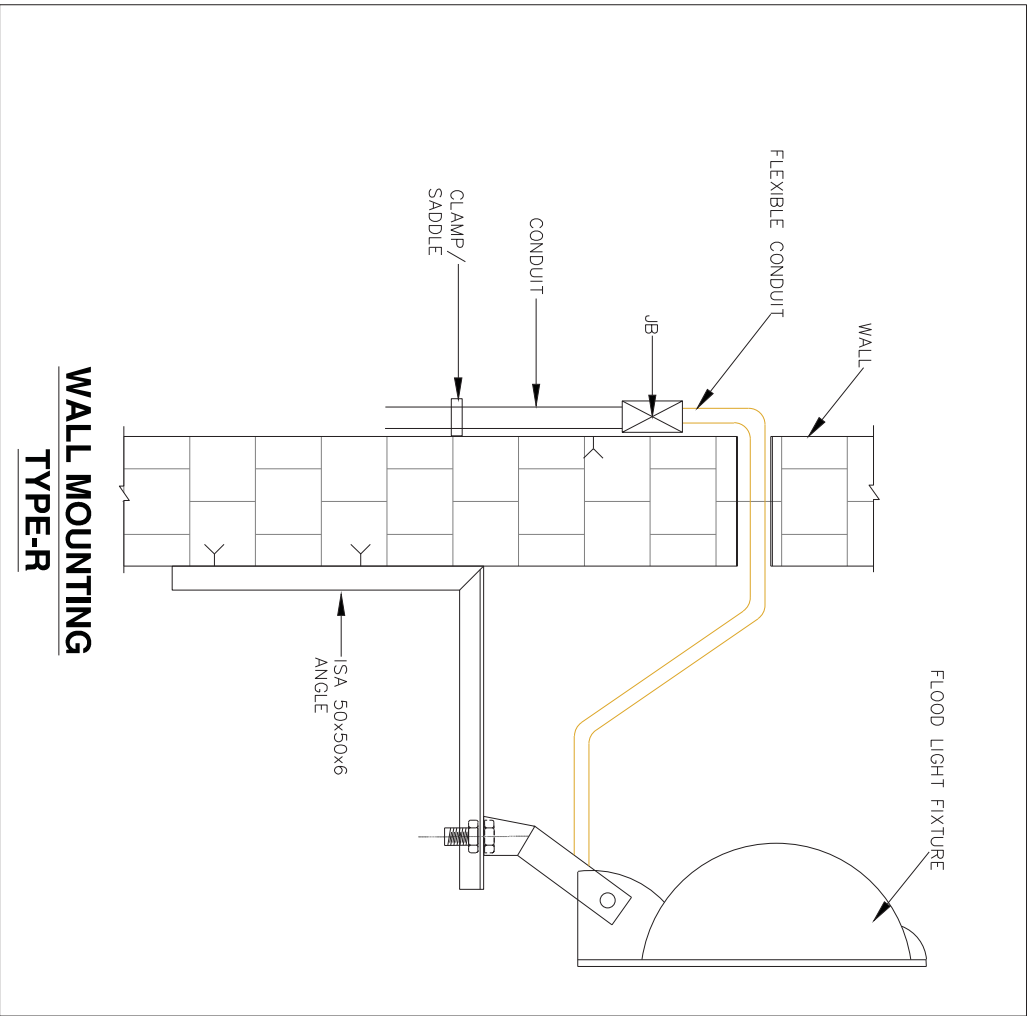 FLEXIBLE CONDUIT
WALL
JB
CONDUIT
CLAMP/
SADDLE
FLOOD LIGHT FIXTURE
ISA 50x50x6
ANGLE
WALL MOUNTING
TYPE-R